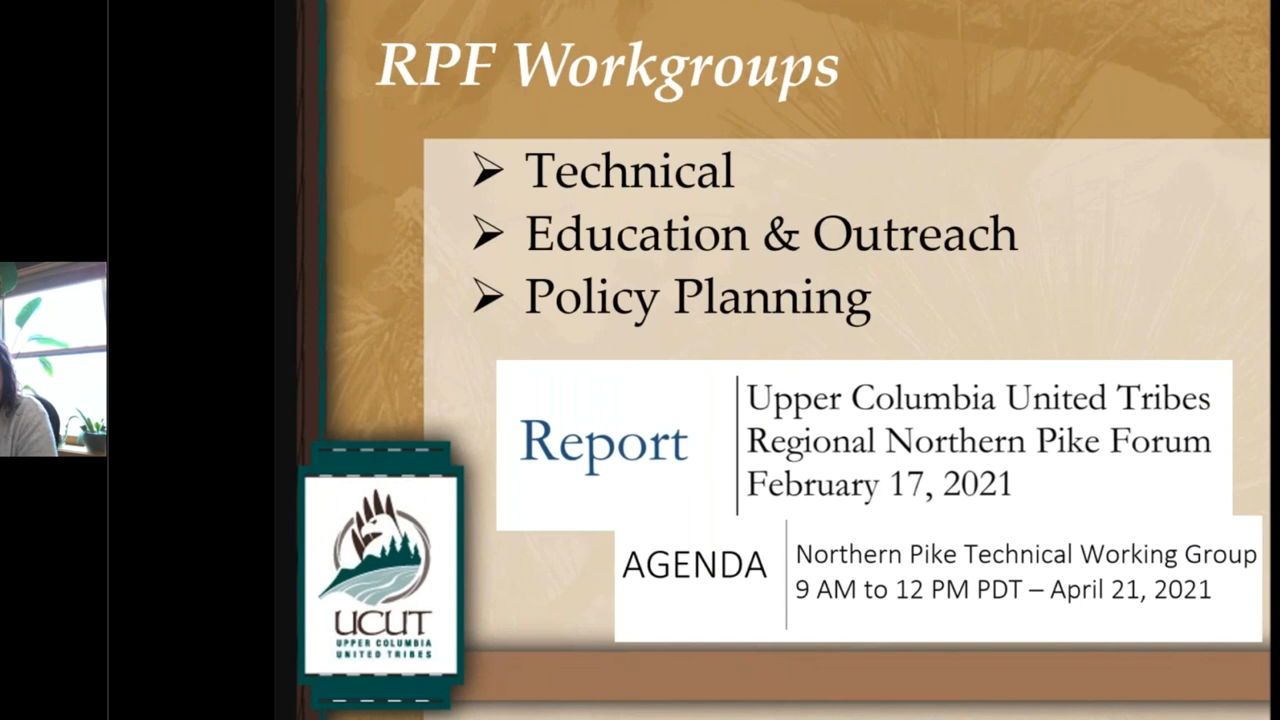 RPF Workgroups
Technical
Education & Outreach
Policy Planning
Report
Upper Columbia United Tribes
Regional Northern Pike Forum
February 17, 2021
AGENDA
Northern Pike Technical Working Group
9 AM to 12 PM PDT – April 21, 2021
UCUT
UPPER COLUMBIA
UNITED TRIBES